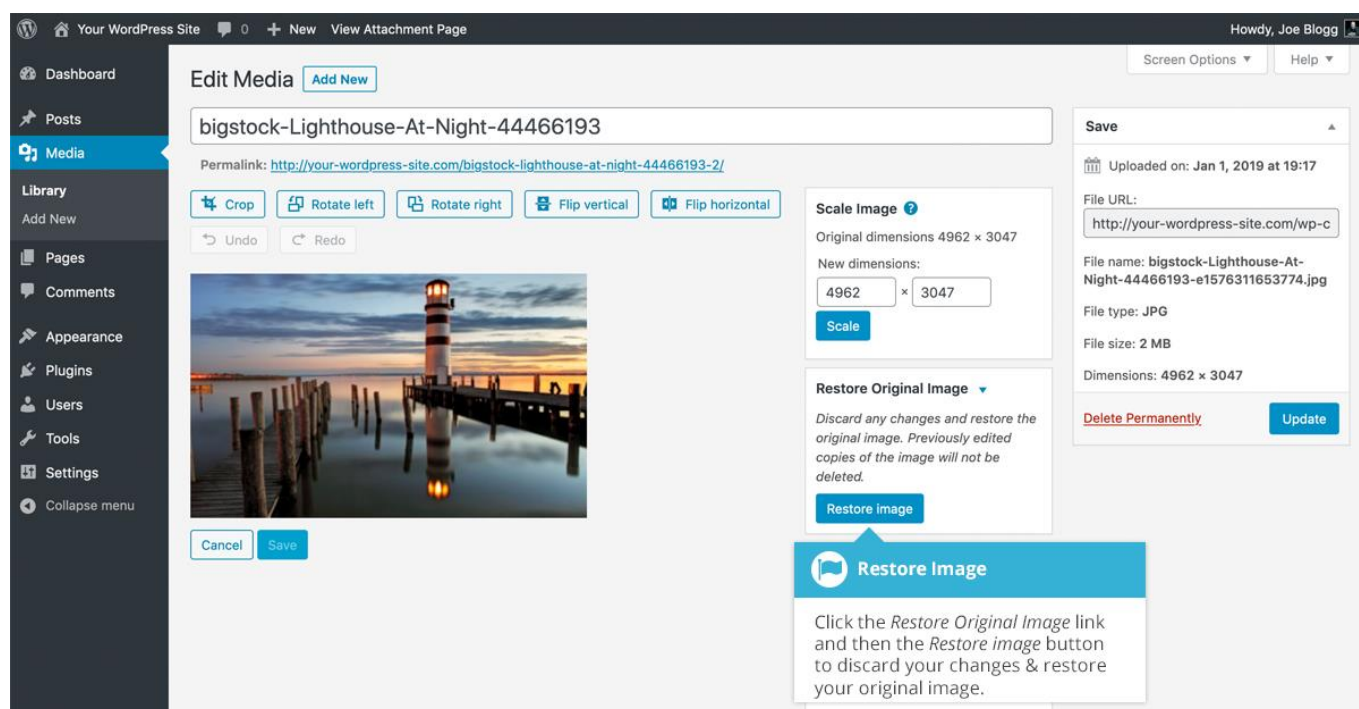 Your WordPress Site 0 + New View Attachment Page Howdy, Joe Blogg
Screen Options ▼ Help ▼
Dashboard
Posts
Media
Library
Add New
Pages
Comments
Appearance
Plugins
Users
Tools
Settings
Collapse menu
Edit Media Add New
bigstock-Lighthouse-At-Night-44466193
Permalink: http://your-wordpress-site.com/bigstock-lighthouse-at-night-44466193-2/
Crop Rotate left Rotate right Flip vertical Flip horizontal
Undo Redo
Cancel Save
Scale Image ?
Original dimensions 4962 × 3047
New dimensions:
4962 × 3047
Scale
Restore Original Image ▼
Discard any changes and restore the
original image. Previously edited
copies of the image will not be
deleted.
Restore image
Restore Image
Click the Restore Original Image link
and then the Restore image button
to discard your changes & restore
your original image.
Save ▲
Uploaded on: Jan 1, 2019 at 19:17
File URL:
http://your-wordpress-site.com/wp-c
File name: bigstock-Lighthouse-At-
Night-44466193-e1576311653774.jpg
File type: JPG
File size: 2 MB
Dimensions: 4962 × 3047
Delete Permanently Update